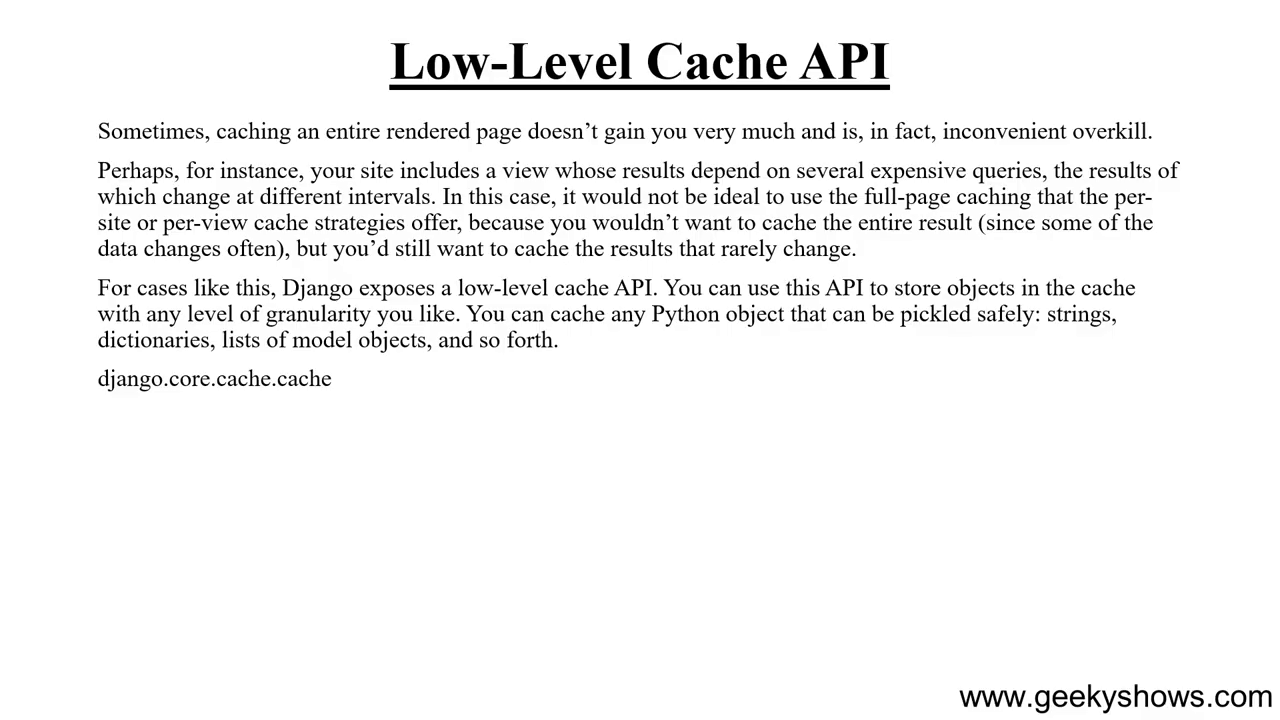 Low-Level Cache API
Sometimes, caching an entire rendered page doesn’t gain you very much and is, in fact, inconvenient overkill.
Perhaps, for instance, your site includes a view whose results depend on several expensive queries, the results of
which change at different intervals. In this case, it would not be ideal to use the full-page caching that the per-
site or per-view cache strategies offer, because you wouldn’t want to cache the entire result (since some of the
data changes often), but you’d still want to cache the results that rarely change.
For cases like this, Django exposes a low-level cache API. You can use this API to store objects in the cache
with any level of granularity you like. You can cache any Python object that can be pickled safely: strings,
dictionaries, lists of model objects, and so forth.
django.core.cache.cache
www.geekyshows.com